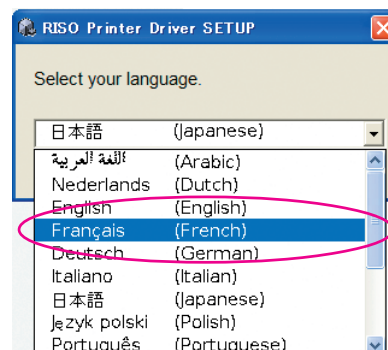 RISO Printer Driver SETUP
Select your language.
日本語 (Japanese)
اللغة العربية (Arabic)
Nederlands (Dutch)
English (English)
Français (French)
Deutsch (German)
Italiano (Italian)
日本語 (Japanese)
Język polski (Polish)
Português (Portuguese)